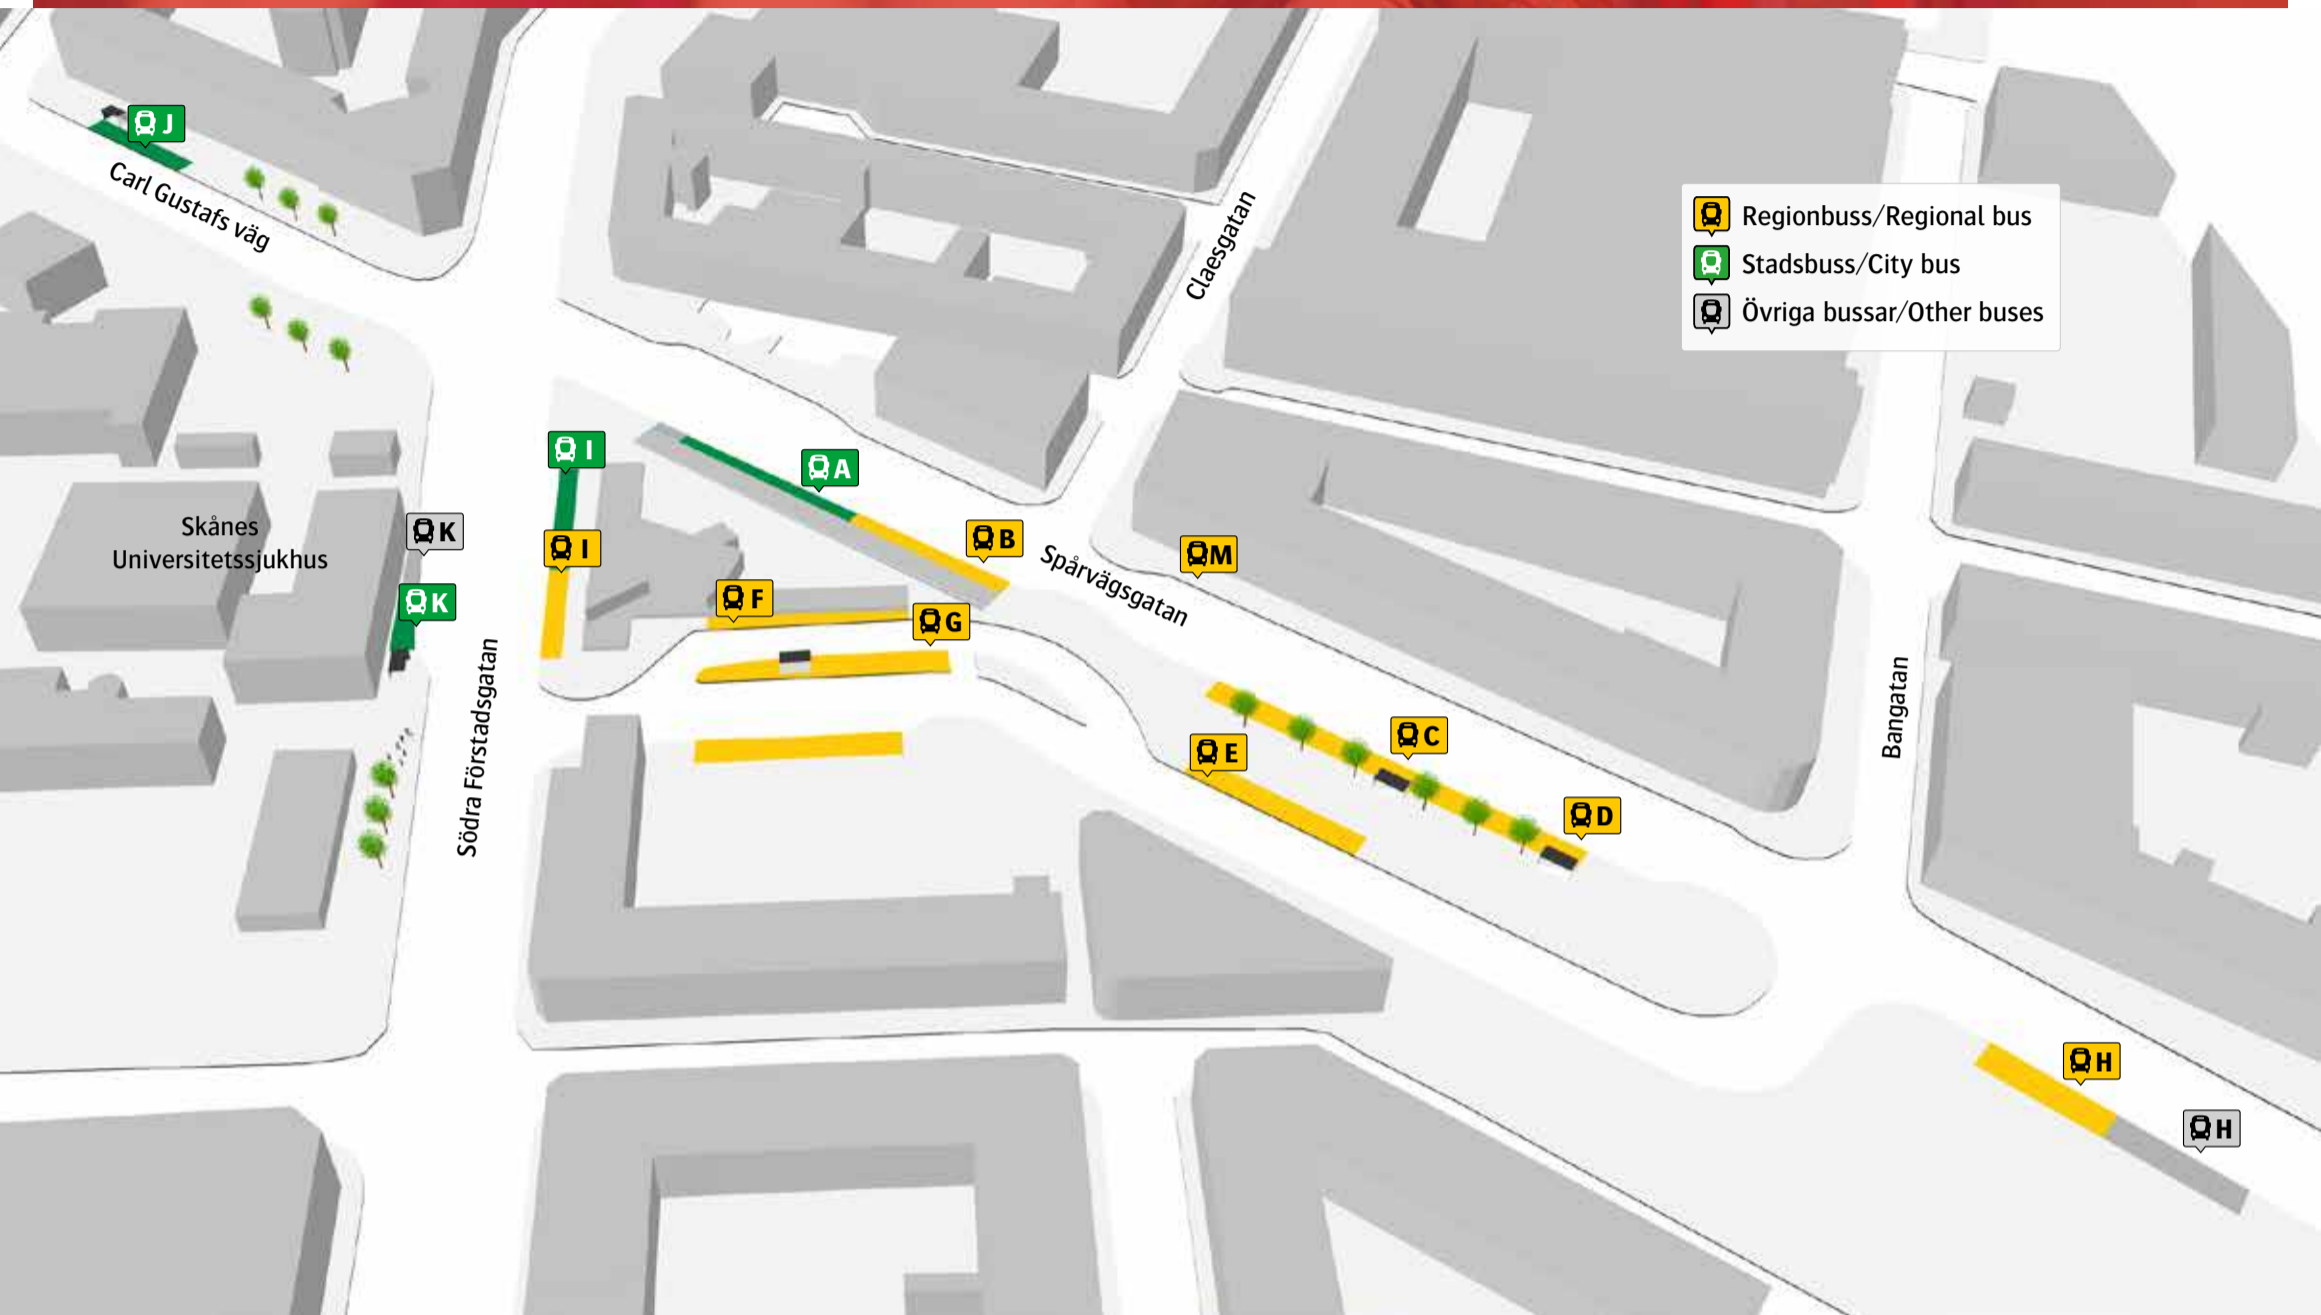 J
Carl Gustafs väg
Claesgatan
Regionbuss/Regional bus
Stadsbuss/City bus
Övriga bussar/Other buses
I
A
Skånes
Universitetssjukhus
K
I
B
M
Spårvägsgatan
K
F
G
Södra Förstadsgatan
E
C
D
Bangatan
H
H